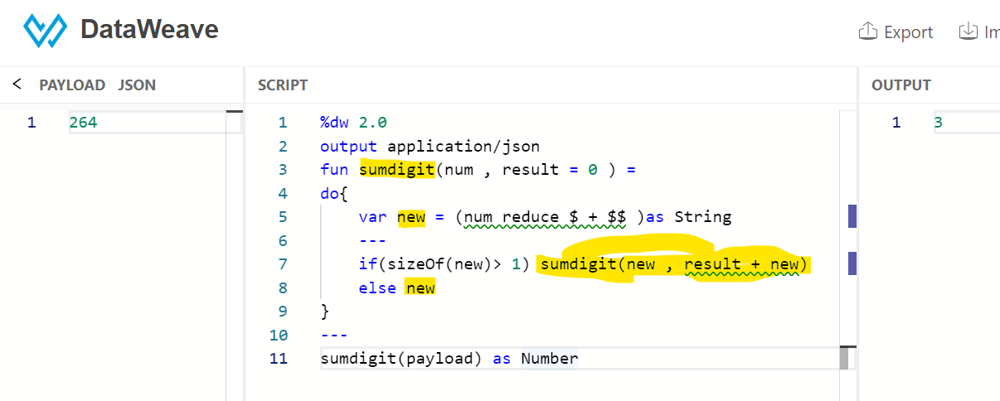 DataWeave
Export Im
< PAYLOAD JSON
SCRIPT
OUTPUT
1 264
1 %dw 2.0
2 output application/json
3 fun sumdigit(num , result = 0 ) =
4 do{
5 var new = (num reduce $ + $$ )as String
6 ---
7 if(sizeOf(new)> 1) sumdigit(new , result + new)
8 else new
9 }
10 ---
11 sumdigit(payload) as Number
1 3